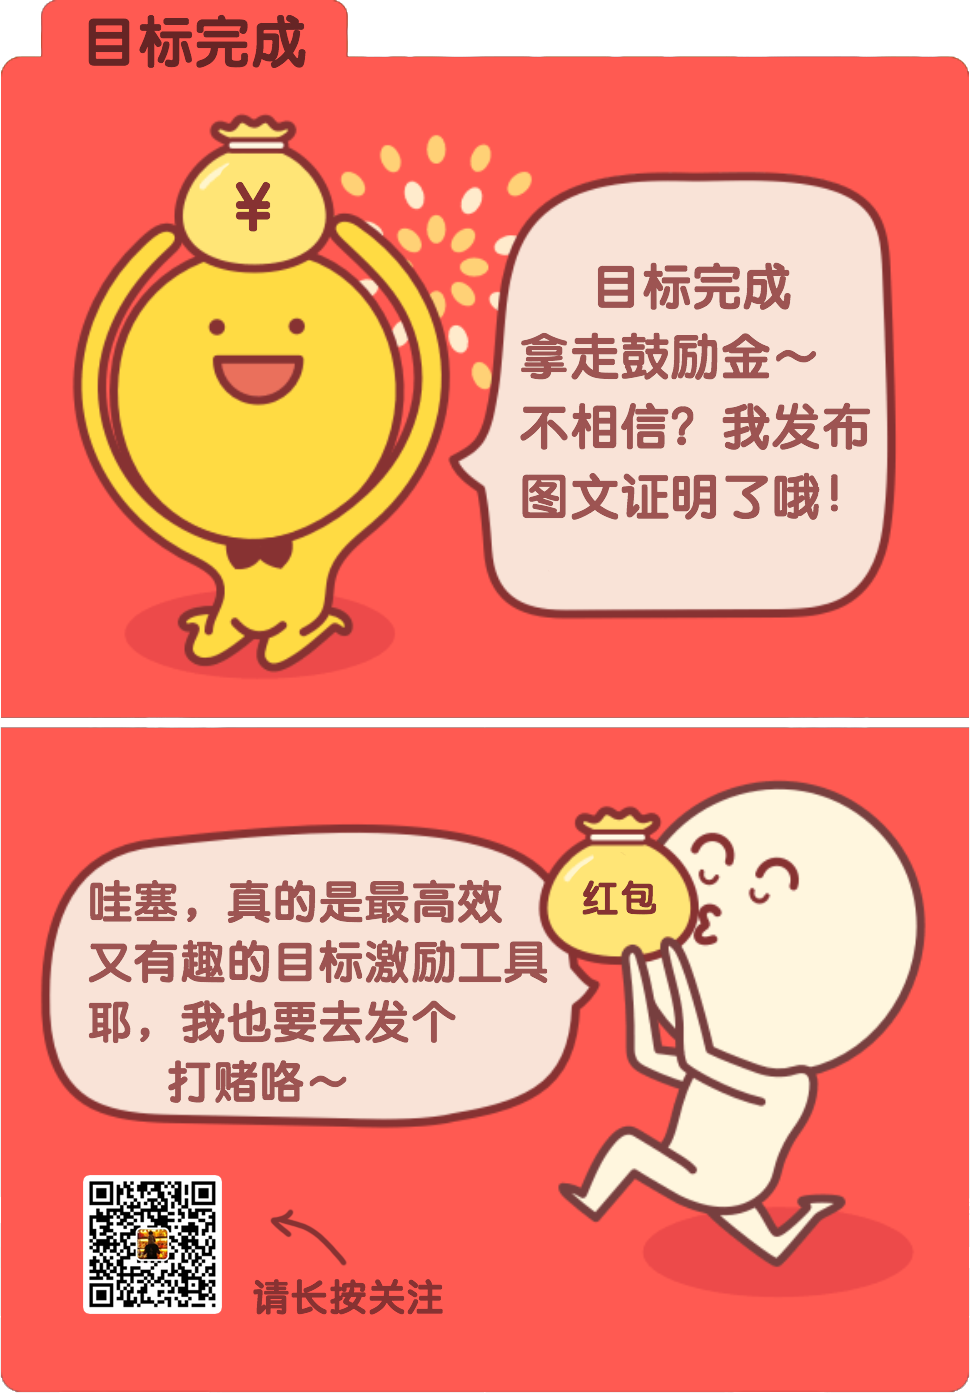 目标完成
¥
目标完成
拿走鼓励金～
不相信？我发布
图文证明了哦！
哇塞，真的是最高效
又有趣的目标激励工具
耶，我也要去发个
打赌咯～
红包
请长按关注